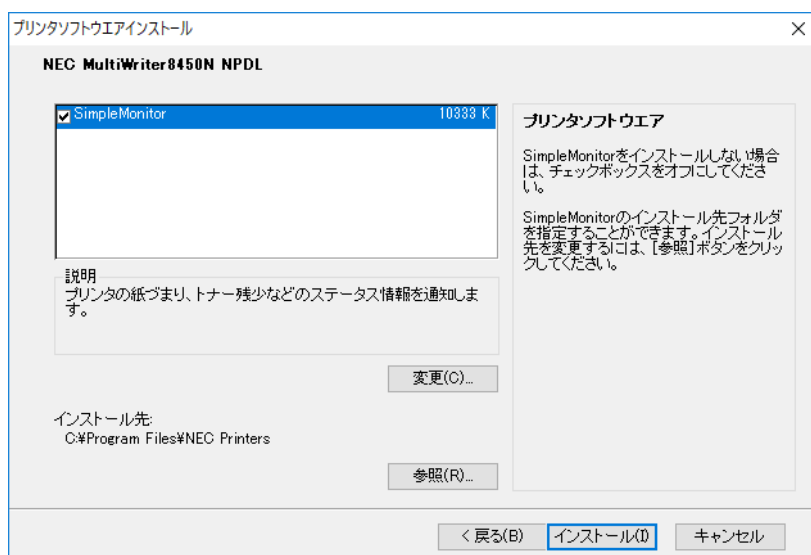 プリンタソフトウエアインストール
NEC MultiWriter8450N NPDL
SimpleMonitor 10333 K
プリンタソフトウエア
SimpleMonitorをインストールしない場合
は、チェックボックスをオフにしてくださ
い。
SimpleMonitorのインストール先フォルダ
を指定することができます。インストール
先を変更するには、[参照]ボタンをクリッ
クしてください。
説明
プリンタの紙づまり、トナー残少などのステータス情報を通知しま
す。
変更(C)...
インストール先:
C:¥Program Files¥NEC Printers
参照(R)...
< 戻る(B)
インストール(I)
キャンセル